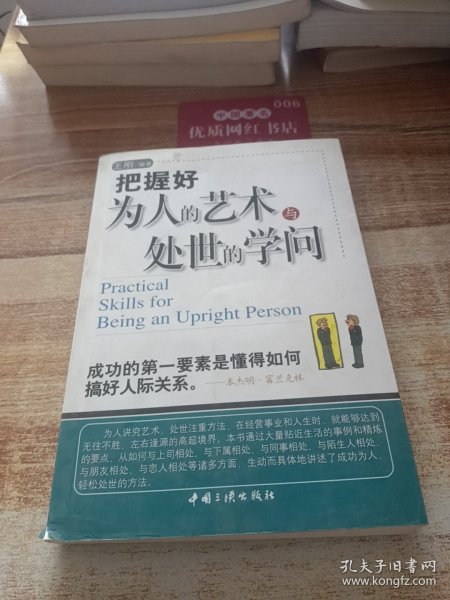 006
中国著名
优质网红书店
王刚 编著
把握好
为人的艺术与
处世的学问
Practical
Skills for
Being an Upright Person
成功的第一要素是懂得如何
搞好人际关系。——本杰明·富兰克林
为人讲究艺术，处世注重方法，在经营事业和人生时，就能够达到
无往不胜、左右逢源的高超境界。本书通过大量贴近生活的事例和精炼
的要点，从如何与上司相处、与下属相处、与同事相处、与陌生人相处、
与朋友相处、与恋人相处等诸多方面，生动而具体地讲述了成功为人、
轻松处世的方法。
中国三峡出版社
孔夫子旧书网
www.kongfz.com